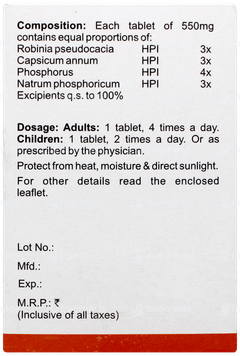 Composition: Each tablet of 550mg
contains equal proportions of:
Robinia pseudocacia HPI 3x
Capsicum annum HPI 3x
Phosphorus HPI 4x
Natrum phosphoricum HPI 3x
Excipients q.s. to 100%
Dosage: Adults: 1 tablet, 4 times a day.
Children: 1 tablet, 2 times a day. Or as
prescribed by the physician.
Protect from heat, moisture & direct sunlight.
For other details read the enclosed
leaflet.
Lot No.:
Mfd.:
Exp.:
M.R.P.: ₹
(Inclusive of all taxes)